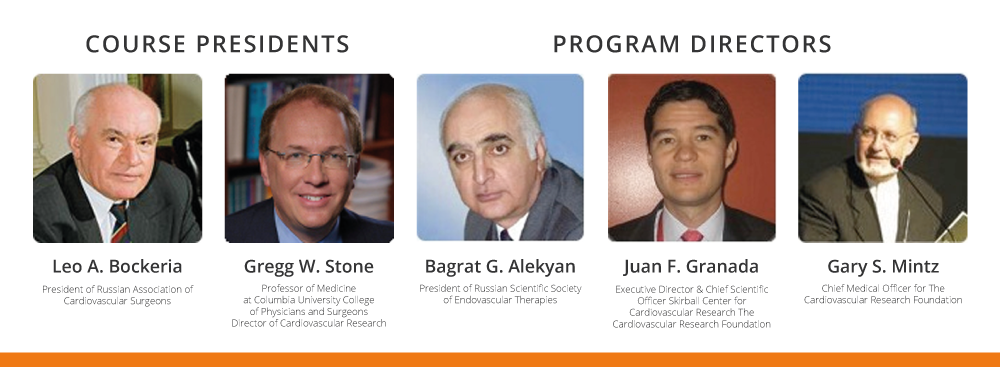 COURSE PRESIDENTS
PROGRAM DIRECTORS
Leo A. Bockeria
President of Russian Association of
Cardiovascular Surgeons
Gregg W. Stone
Professor of Medicine
at Columbia University College
of Physicians and Surgeons
Director of Cardiovascular Research
Bagrat G. Alekyan
President of Russian Scientific Society
of Endovascular Therapies
Juan F. Granada
Executive Director & Chief Scientific
Officer Skirball Center for
Cardiovascular Research The
Cardiovascular Research Foundation
Gary S. Mintz
Chief Medical Officer for The
Cardiovascular Research Foundation